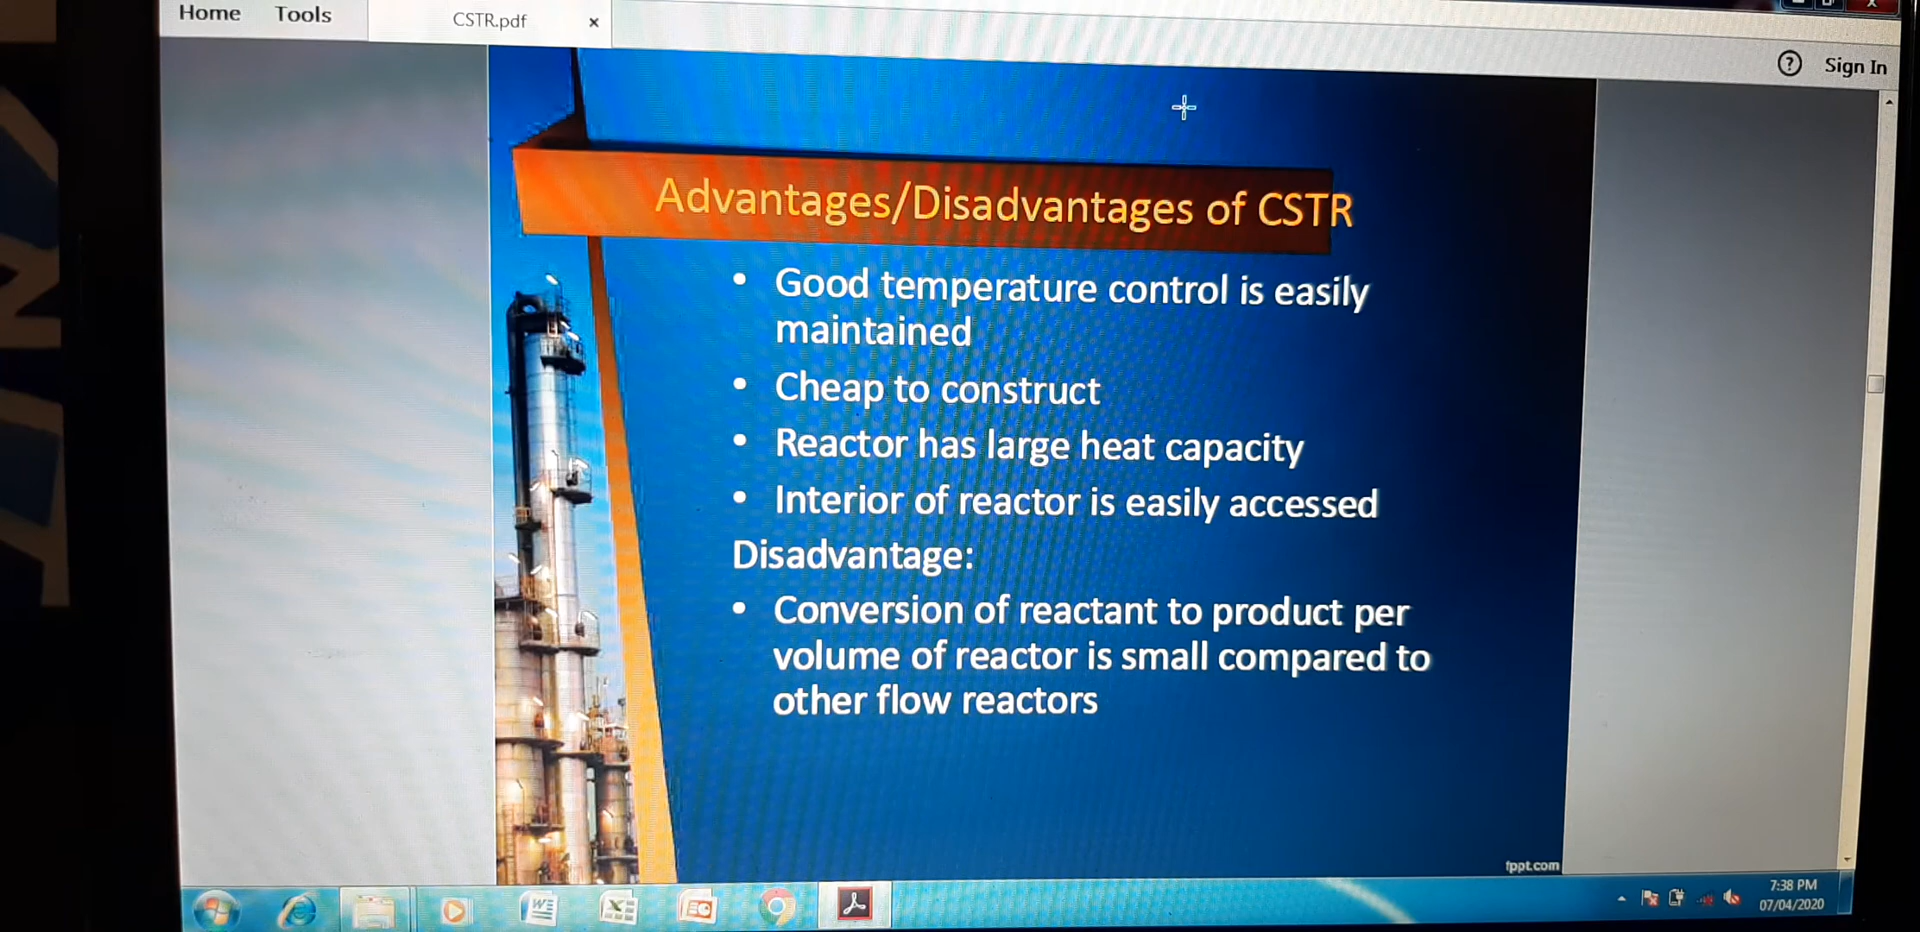 Home Tools CSTR.pdf ×
? Sign In
Advantages/Disadvantages of CSTR
• Good temperature control is easily
maintained
• Cheap to construct
• Reactor has large heat capacity
• Interior of reactor is easily accessed
Disadvantage:
• Conversion of reactant to product per
volume of reactor is small compared to
other flow reactors
fppt.com
7:38 PM
07/04/2020